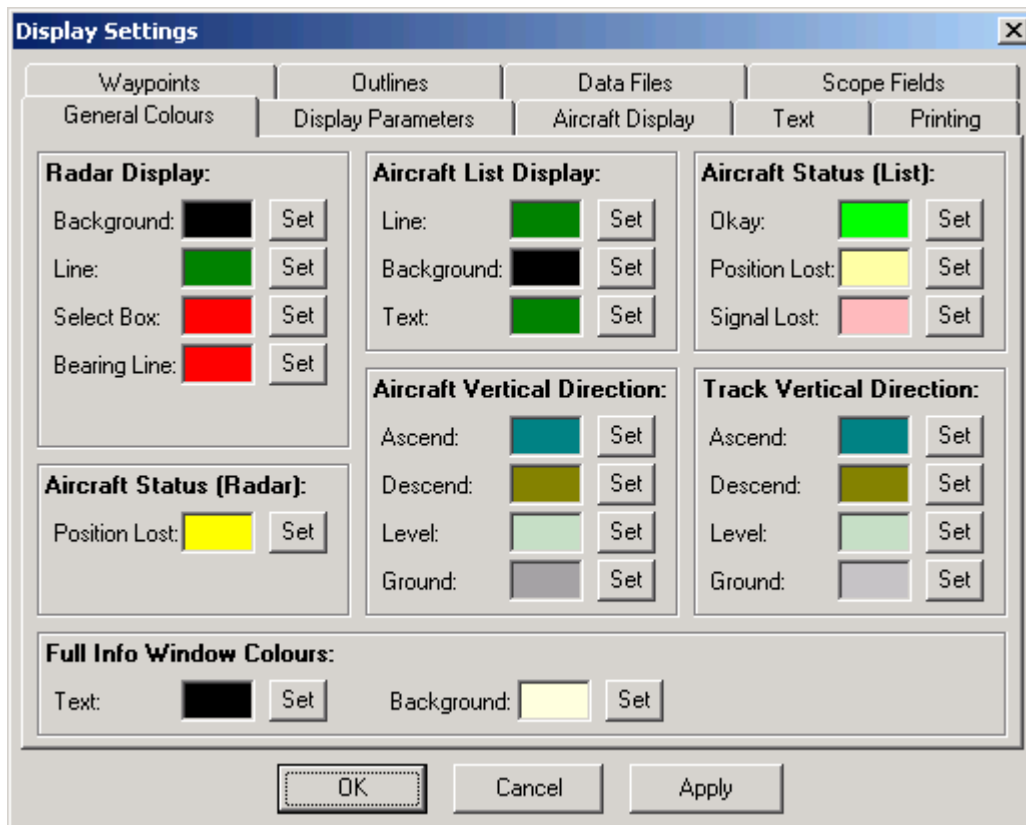 Display Settings
Waypoints Outlines Data Files Scope Fields
General Colours Display Parameters Aircraft Display Text Printing
Radar Display:
Background: Set
Line: Set
Select Box: Set
Bearing Line: Set
Aircraft Status (Radar):
Position Lost: Set
Aircraft List Display:
Line: Set
Background: Set
Text: Set
Aircraft Vertical Direction:
Ascend: Set
Descend: Set
Level: Set
Ground: Set
Aircraft Status (List):
Okay: Set
Position Lost: Set
Signal Lost: Set
Track Vertical Direction:
Ascend: Set
Descend: Set
Level: Set
Ground: Set
Full Info Window Colours:
Text: Set Background: Set
OK Cancel Apply